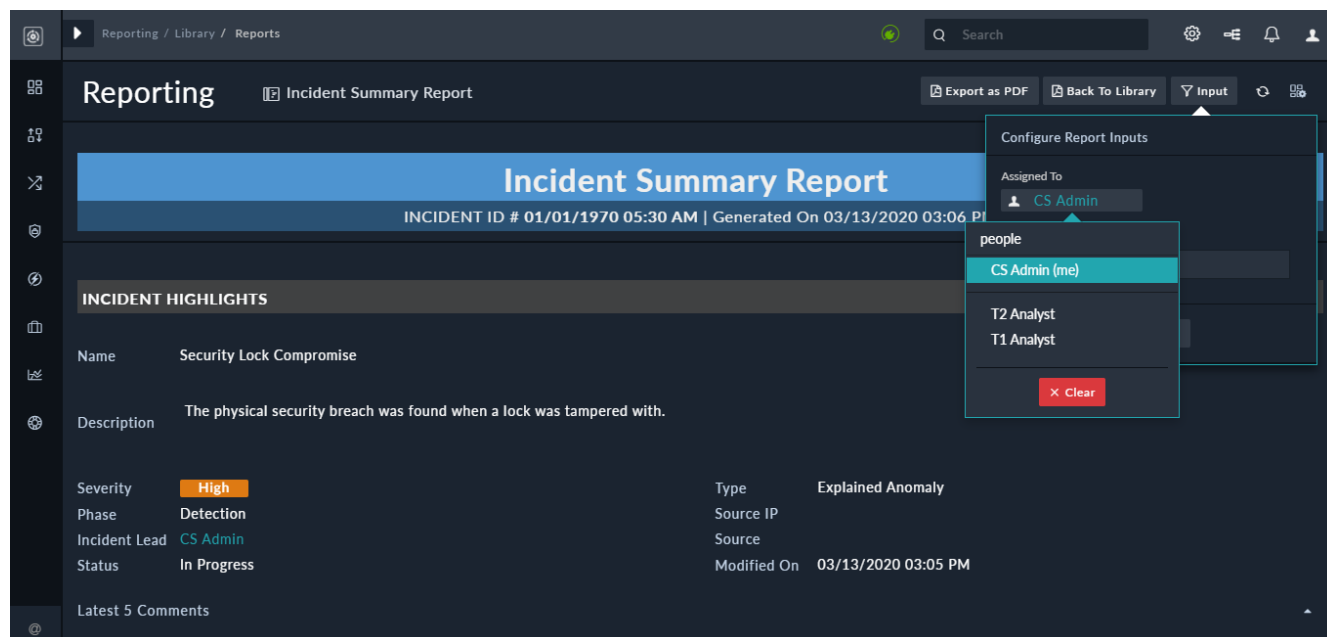 Reporting / Library / Reports
Search
Reporting
Incident Summary Report
Export as PDF
Back To Library
Input
Configure Report Inputs
Incident Summary Report
Assigned To
CS Admin
INCIDENT ID # 01/01/1970 05:30 AM | Generated On 03/13/2020 03:06 P
people
CS Admin (me)
T2 Analyst
T1 Analyst
Clear
INCIDENT HIGHLIGHTS
Name Security Lock Compromise
Description The physical security breach was found when a lock was tampered with.
Severity High
Type Explained Anomaly
Phase Detection
Source IP
Incident Lead CS Admin
Source
Status In Progress
Modified On 03/13/2020 03:05 PM
Latest 5 Comments
@